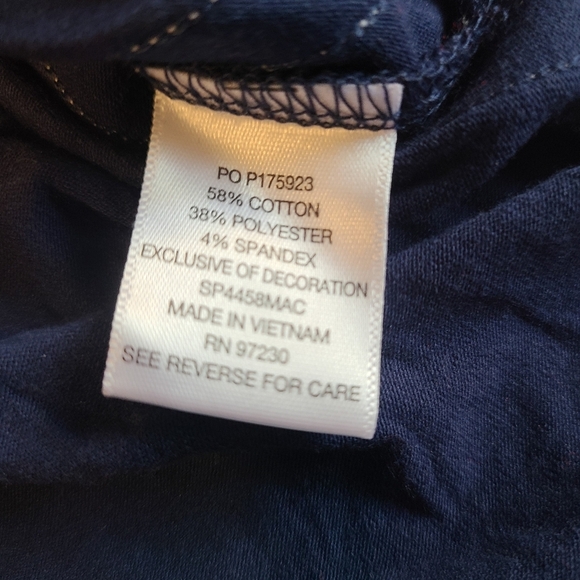 PO P175923
58% COTTON
38% POLYESTER
4% SPANDEX
EXCLUSIVE OF DECORATION
SP4458MAC
MADE IN VIETNAM
RN 97230
SEE REVERSE FOR CARE